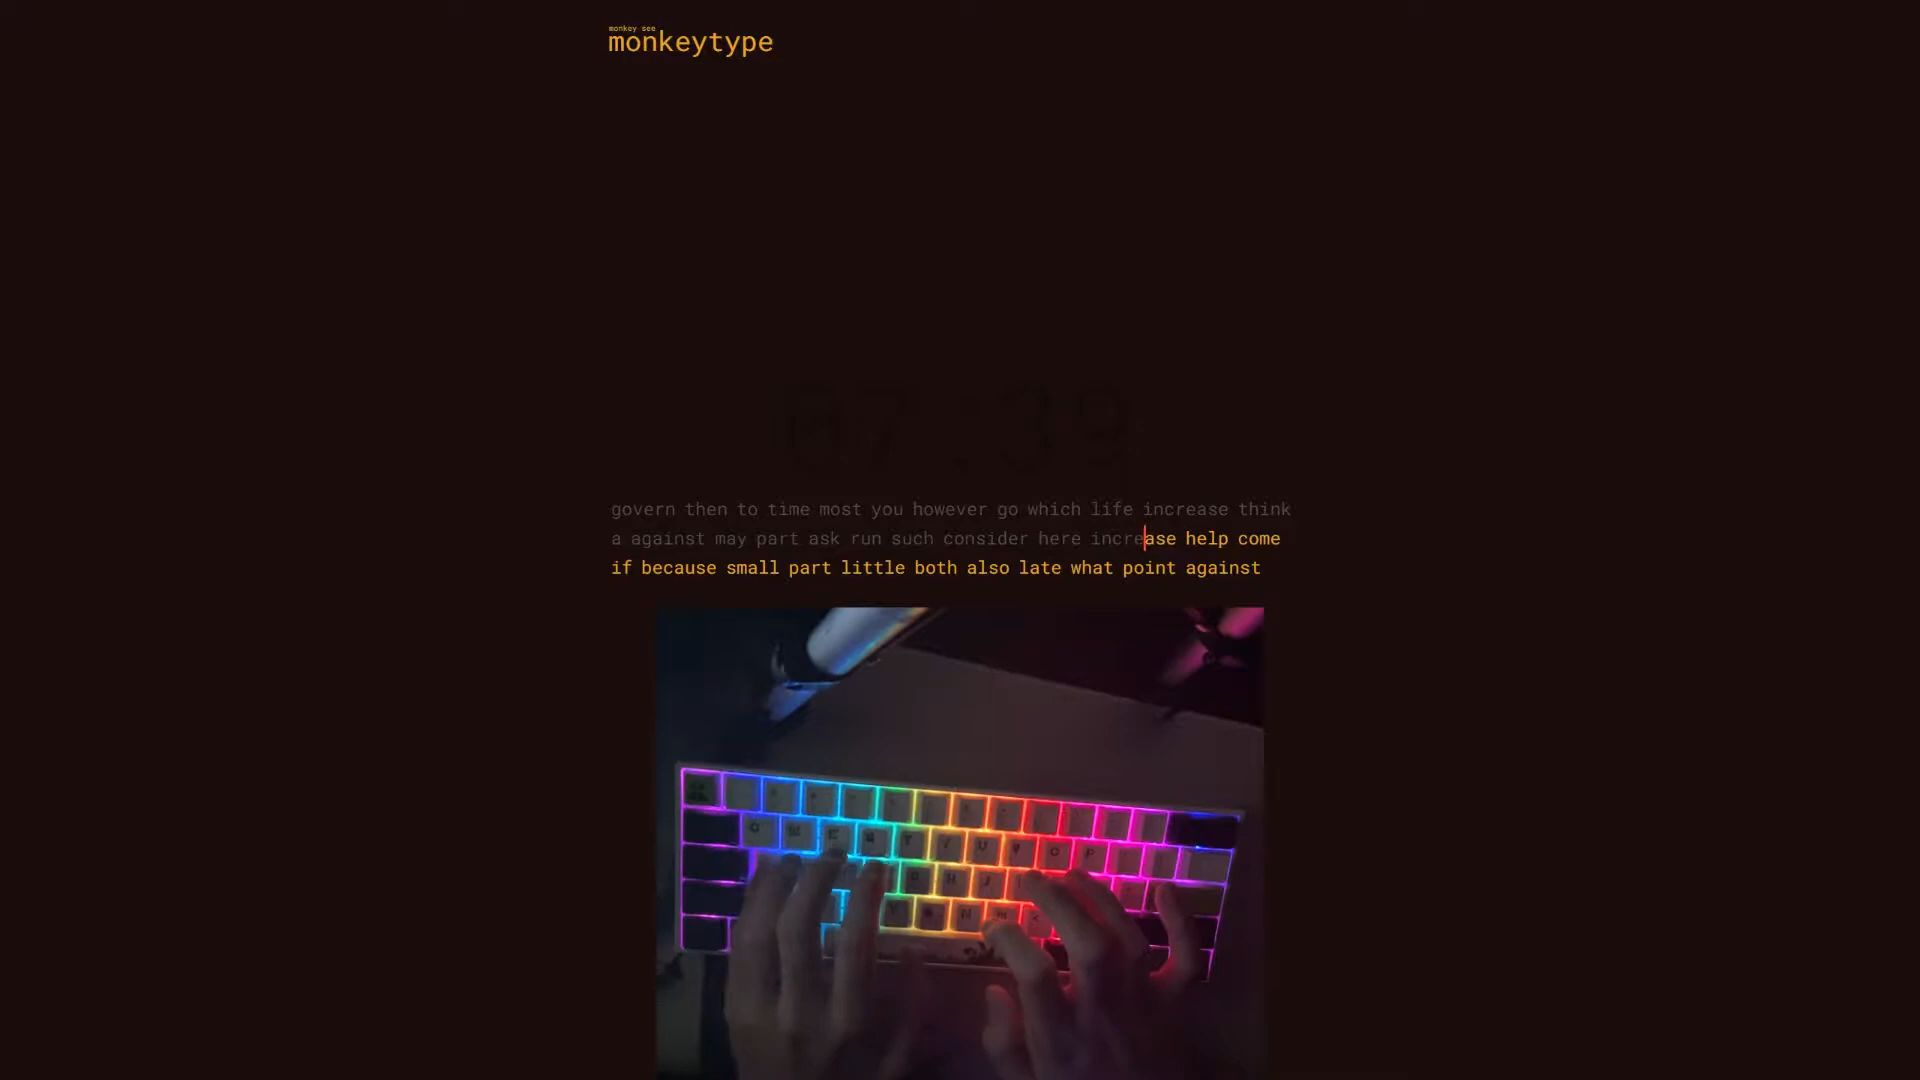 monkey see
monkeytype
07:39
govern then to time most you however go which life increase think
a against may part ask run such consider here increase help come
if because small part little both also late what point against
Q W E R T Y U O P
G H J
N M <